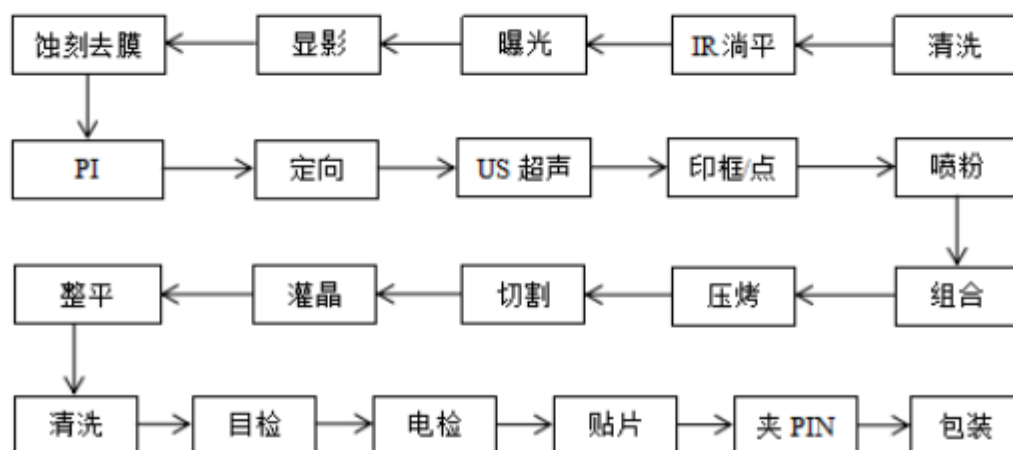 蚀刻去膜 显影 曝光 IR 淌平 清洗
PI 定向 US 超声 印框/点 喷粉
整平 灌晶 切割 压烤 组合
清洗 目检 电检 贴片 夹 PIN 包装